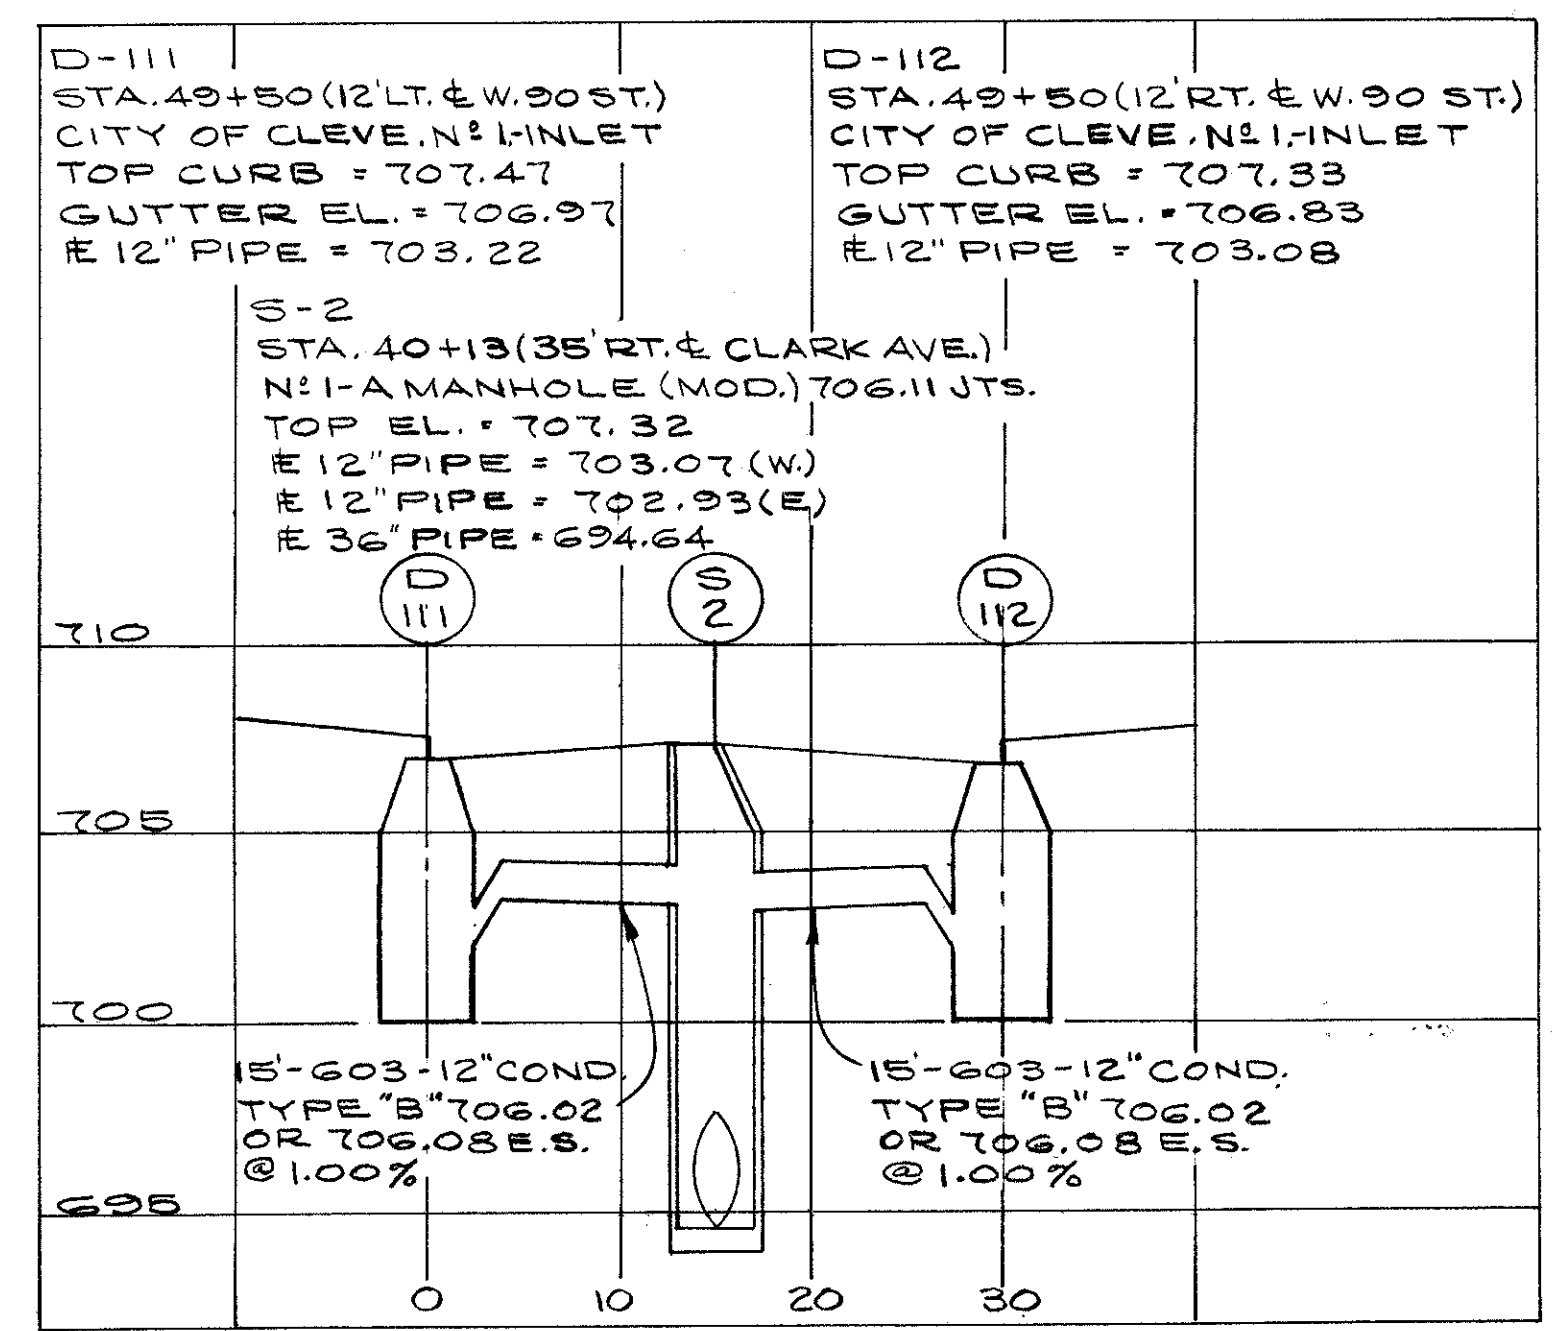 D-111
STA. 49+50 (12' LT. ℄ W. 90 ST.)
CITY OF CLEVE. Nº 1,-INLET
TOP CURB = 707.47
GUTTER EL. = 706.97
12" PIPE = 703.22
D-112
STA. 49+50 (12' RT. ℄ W. 90 ST.)
CITY OF CLEVE. Nº 1,-INLET
TOP CURB = 707.33
GUTTER EL. = 706.83
12" PIPE = 703.08
S-2
STA. 40+13 (35' RT. ℄ CLARK AVE.)
Nº 1-A MANHOLE (MOD.) 706.11 JTS.
TOP EL. = 707.32
12" PIPE = 703.07 (W.)
12" PIPE = 702.93 (E)
36" PIPE = 694.64
D
111
S
2
D
112
710
705
700
15'-603-12" COND.
TYPE "B" 706.02
OR 706.08 E.S.
@ 1.00%
15'-603-12" COND.
TYPE "B" 706.02
OR 706.08 E.S.
@ 1.00%
695
0 10 20 30